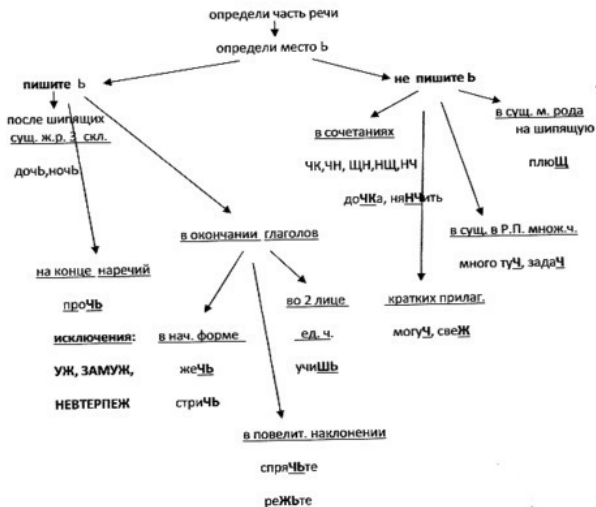 определи часть речи
определи место Ь
пишите Ь
не пишите Ь
после шипящих
сущ. ж.р. 3 скл.
дочЬ,ночЬ
на конце наречий
проЧЬ
исключения:
УЖ, ЗАМУЖ,
НЕВТЕРПЕЖ
в окончании глаголов
в нач. форме
жеЧЬ
стриЧЬ
во 2 лице
ед. ч.
учиШЬ
в повелит. наклонении
спряЧЬте
реЖЬте
в сочетаниях
ЧК,ЧН, ЩН,НЩ,НЧ
доЧКа, няНЧить
кратких прилаг.
могуЧ, свеЖ
в сущ. в Р.П. множ.ч.
много туЧ, задаЧ
в сущ. м. рода
на шипящую
плюЩ